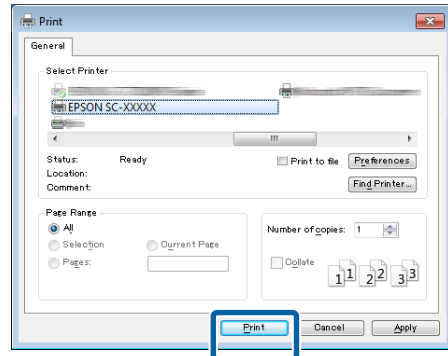 Print
General
Select Printer
EPSON SC-XXXXX
Status: Ready
Print to file Preferences
Location:
Comment:
Find Printer...
Page Range
All
Selection Current Page
Pages:
Number of copies: 1
Collate
1 1 2 2 3 3
Print Cancel Apply